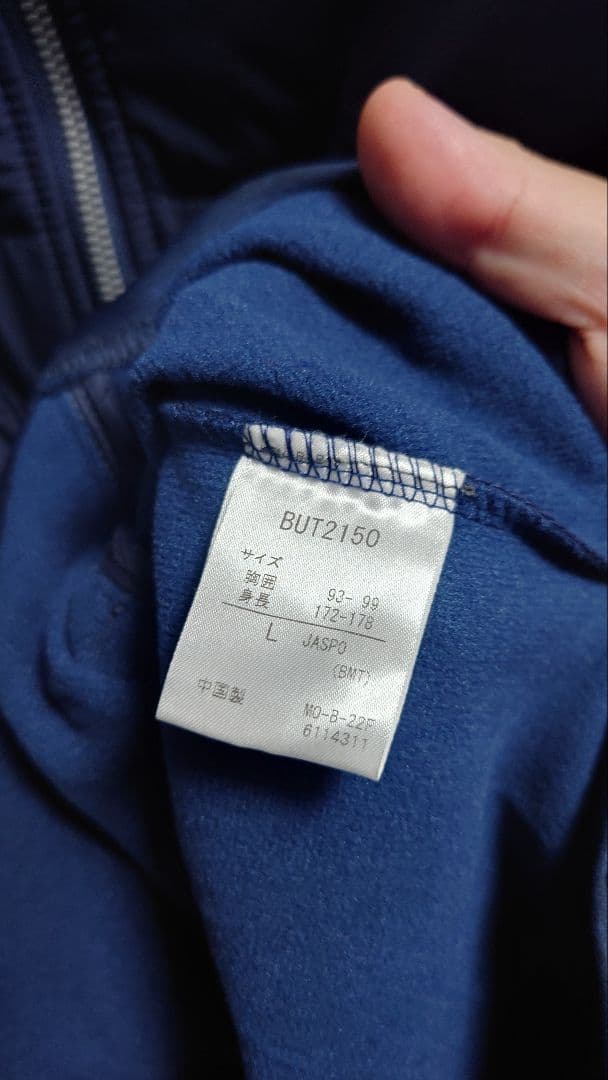 BUT2150
サイズ
胸囲 93- 99
身長 172-178
L JASPO
(BMT)
中国製 MO-B-22F
6114311